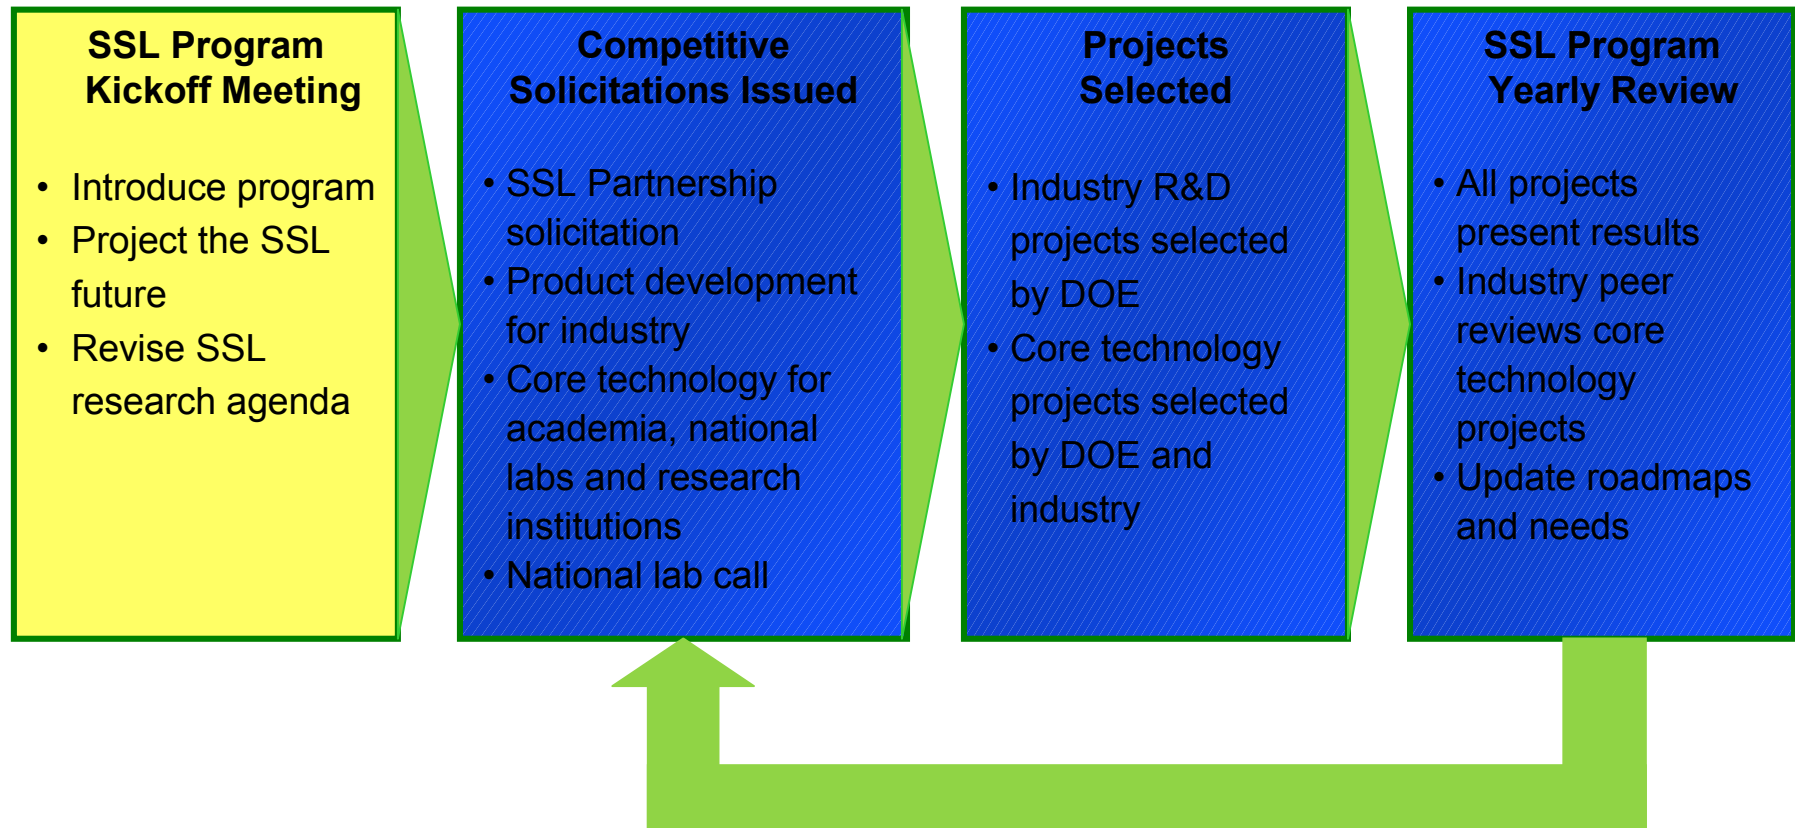 SSL Program
Kickoff Meeting
• Introduce program
• Project the SSL
future
• Revise SSL
research agenda
Competitive
Solicitations Issued
• SSL Partnership
solicitation
• Product development
for industry
• Core technology for
academia, national
labs and research
institutions
• National lab call
Projects
Selected
• Industry R&D
projects selected
by DOE
• Core technology
projects selected
by DOE and
industry
SSL Program
Yearly Review
• All projects
present results
• Industry peer
reviews core
technology
projects
• Update roadmaps
and needs